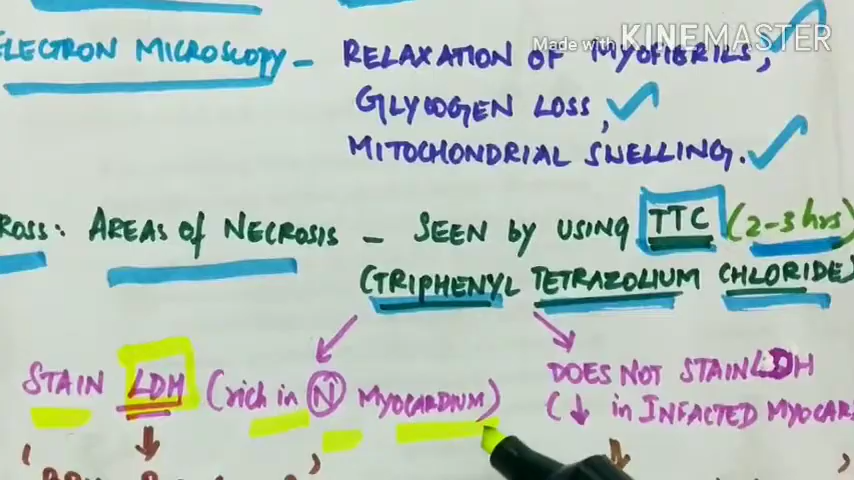 Made with KINEMASTER
ELECTRON MICROSCOPY - RELAXATION OF MYOFIBRILS,
GLYCOGEN LOSS,
MITOCHONDRIAL SWELLING.
ROSS: AREAS of NECROSIS - SEEN by USING TTC (2-3 hrs)
(TRIPHENYL TETRAZOLIUM CHLORIDE)
STAIN LDH (rich in N MYOCARDIUM)
DOES NOT STAIN LDH
(↓ in INFACTED MYOCAR